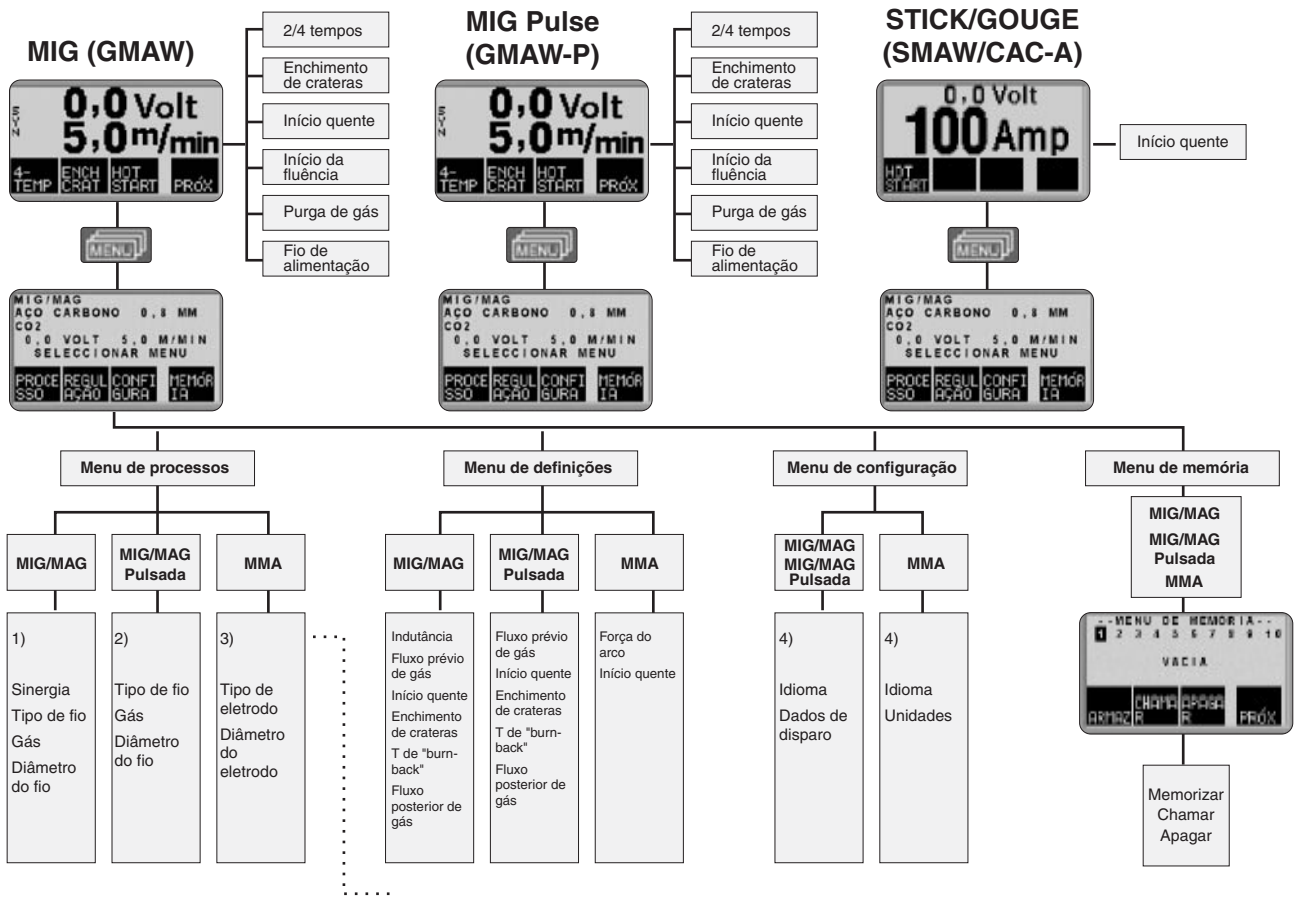 MIG (GMAW)
SYN
0,0 Volt
5,0 m/min
4-
TEMP
ENCH
CRAT
HOT
START
PRÓX
2/4 tempos
Enchimento
de crateras
Início quente
Início da
fluência
Purga de gás
Fio de
alimentação
MENU
MIG/MAG
AÇO CARBONO 0,8 MM
CO2
0,0 VOLT 5,0 M/MIN
SELECCIONAR MENU
PROCE
SSO
REGUL
AÇÃO
CONFI
GURA
MEMÓR
IA
MIG Pulse
(GMAW-P)
SYN
0,0 Volt
5,0 m/min
4-
TEMP
ENCH
CRAT
HOT
START
PRÓX
2/4 tempos
Enchimento
de crateras
Início quente
Início da
fluência
Purga de gás
Fio de
alimentação
MENU
MIG/MAG
AÇO CARBONO 0,8 MM
CO2
0,0 VOLT 5,0 M/MIN
SELECCIONAR MENU
PROCE
SSO
REGUL
AÇÃO
CONFI
GURA
MEMÓR
IA
STICK/GOUGE
(SMAW/CAC-A)
0,0 Volt
100 Amp
HOT
START
Início quente
MENU
MIG/MAG
AÇO CARBONO 0,8 MM
CO2
0,0 VOLT 5,0 M/MIN
SELECCIONAR MENU
PROCE
SSO
REGUL
AÇÃO
CONFI
GURA
MEMÓR
IA
Menu de processos
MIG/MAG
1)
Sinergia
Tipo de fio
Gás
Diâmetro
do fio
MIG/MAG
Pulsada
2)
Tipo de fio
Gás
Diâmetro
do fio
MMA
3)
Tipo de
eletrodo
Diâmetro
do
eletrodo
Menu de definições
MIG/MAG
Indutância
Fluxo prévio
de gás
Início quente
Enchimento
de crateras
T de "burn-
back"
Fluxo
posterior de
gás
MIG/MAG
Pulsada
Fluxo prévio
de gás
Início quente
Enchimento
de crateras
T de "burn-
back"
Fluxo
posterior de
gás
MMA
Força do
arco
Início quente
Menu de configuração
MIG/MAG
MIG/MAG
Pulsada
4)
Idioma
Dados de
disparo
MMA
4)
Idioma
Unidades
Menu de memória
MIG/MAG
MIG/MAG
Pulsada
MMA
--MENU DE MEMORIA--
1 2 3 4 5 6 7 8 9 10
VACIA
ARMAZ
CHAMA
R
APAGA
R
PRÓX
Memorizar
Chamar
Apagar